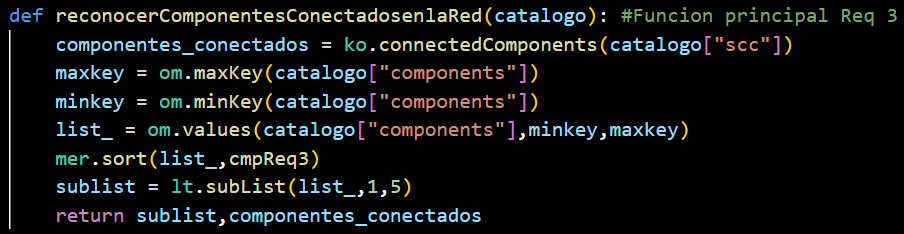 def reconocerComponentesConectadosenlaRed(catalogo): #Funcion principal Req 3
    componentes_conectados = ko.connectedComponents(catalogo["scc"])
    maxkey = om.maxKey(catalogo["components"])
    minkey = om.minKey(catalogo["components"])
    list_ = om.values(catalogo["components"],minkey,maxkey)
    mer.sort(list_,cmpReq3)
    sublist = lt.subList(list_,1,5)
    return sublist,componentes_conectados